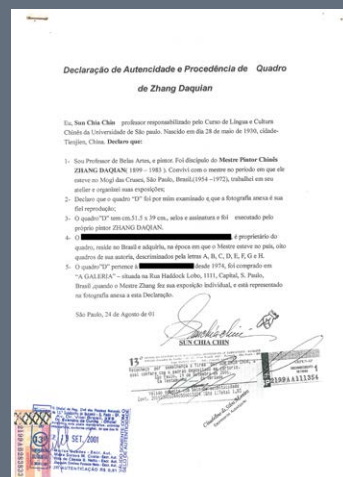 Declaração de Autencidade e Procedência de Quadro
de Zhang Daquian
Eu, Sun Chia Chin professor responsabilizado pelo Curso de Língua e Cultura
Chinês da Universidade de São paulo. Nascido em dia 28 de maio de 1930, cidade-
Tienjien, China. Declaro que:
1- Sou Professor de Belas Artes, e pintor. Foi discípulo do Mestre Pintor Chinês
ZHANG DAQIAN( 1899 – 1983 ). Convivi com o mestre no período em que ele
esteve no Mogi das Cruzes, São Paulo, Brasil,(1954 –1972), trabalhei em seu
atelier e organizei suas exposições;
2- Declaro que o quadro "D" foi por mim examinado e, que a fotografia anexa é sua
fiel reprodução;
3- O quadro "D" tem cm.51.5 x 39 cm., selos e assinatura e foi executado pelo
próprio pintor ZHANG DAQIAN.
4- O é proprietário do
quadro, reside no Brasil e adquiriu, na época em que o Mestre esteve no país, oito
quadros de sua autoria, descriminados pela letras A, B, C, D, E, F, G e H.
5- O quadro "D" pertence à desde 1974, foi comprado em
"A GALERIA" – situada na Rua Haddock Lobo, 1111, Capital, S. Paulo,
Brasil ,quando o Mestre Zhang fez sua exposição individual, e está representado
na fotografia anexa a esta Declaração.
São Paulo, 24 de Agosto de 01
SUN CHIA CHIN
13º
SET. 2001